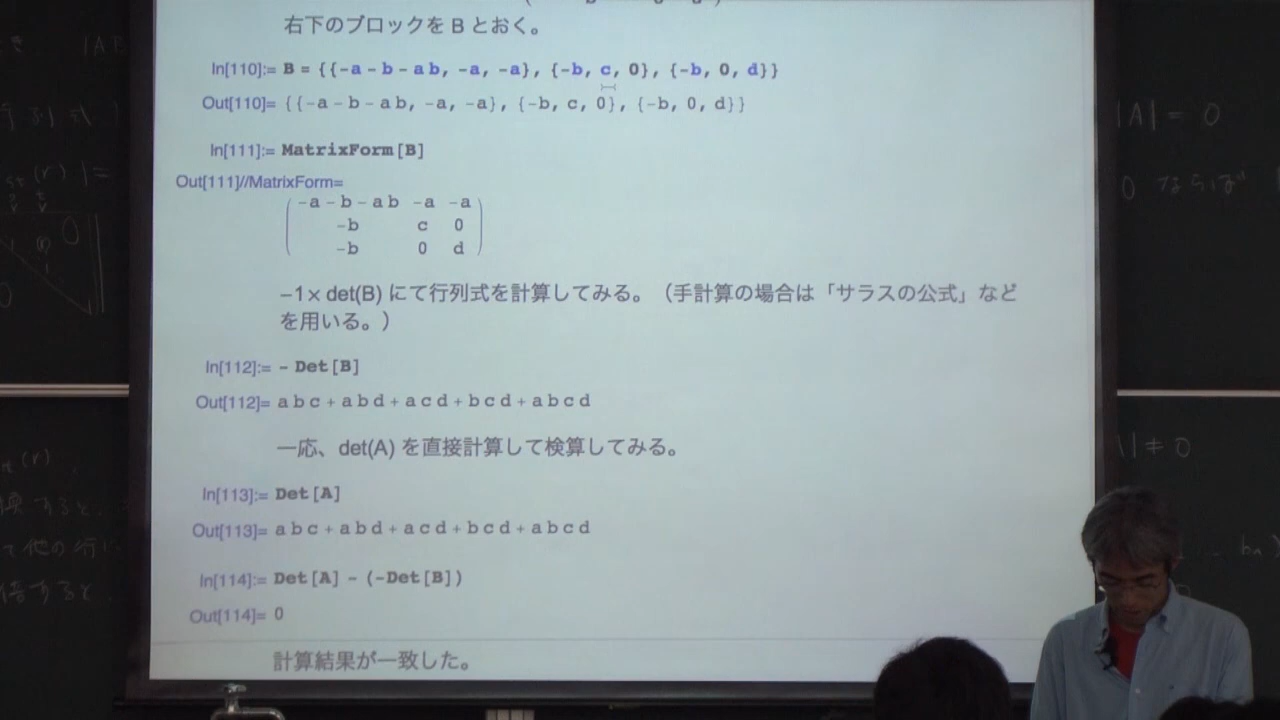 右下のブロックを B とおく。
In[110]:= B = {{-a - b - a b, -a, -a}, {-b, c, 0}, {-b, 0, d}}
Out[110]= {{-a - b - a b, -a, -a}, {-b, c, 0}, {-b, 0, d}}
In[111]:= MatrixForm[B]
Out[111]//MatrixForm=
-a - b - a b -a -a
-b c 0
-b 0 d
-1 × det(B) にて行列式を計算してみる。（手計算の場合は「サラスの公式」など
を用いる。）
In[112]:= - Det[B]
Out[112]= a b c + a b d + a c d + b c d + a b c d
一応、det(A) を直接計算して検算してみる。
In[113]:= Det[A]
Out[113]= a b c + a b d + a c d + b c d + a b c d
In[114]:= Det[A] - (-Det[B])
Out[114]= 0
計算結果が一致した。
|A| = 0
0 ならば
≠ 0